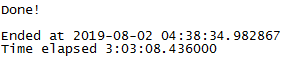 Done!
Ended at 2019-08-02 04:38:34.982867
Time elapsed 3:03:08.436000